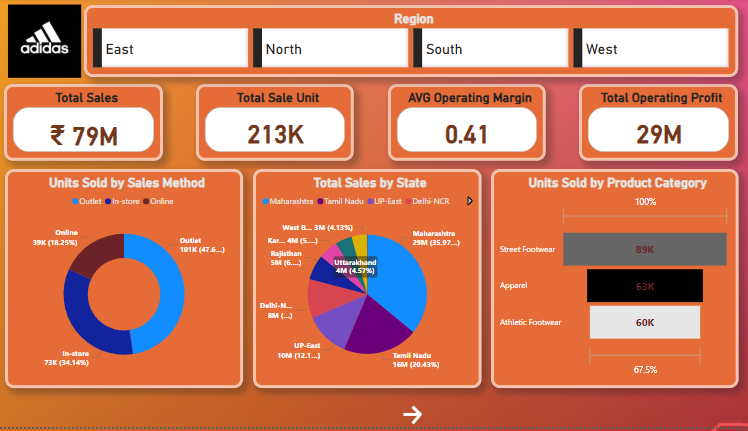 adidas
Region
East
North
South
West
Total Sales
₹ 79M
Total Sale Unit
213K
AVG Operating Margin
0.41
Total Operating Profit
29M
Units Sold by Sales Method
Outlet In-store Online
Online
39K (18.25%)
Outlet
101K (47.6...)
In-store
73K (34.14%)
Total Sales by State
Maharashtra Tamil Nadu UP-East Delhi-NCR
West B... 3M (4.13%)
Kar... 4M (5....)
Rajisthan
5M (6....)
Uttarakhand
4M (4.57%)
Delhi-N...
8M (...)
UP-East
10M (12.1...)
Maharashtra
29M (35.97...)
Tamil Nadu
16M (20.43%)
Units Sold by Product Category
100%
Street Footwear
89K
Apparel
63K
Athletic Footwear
60K
67.5%